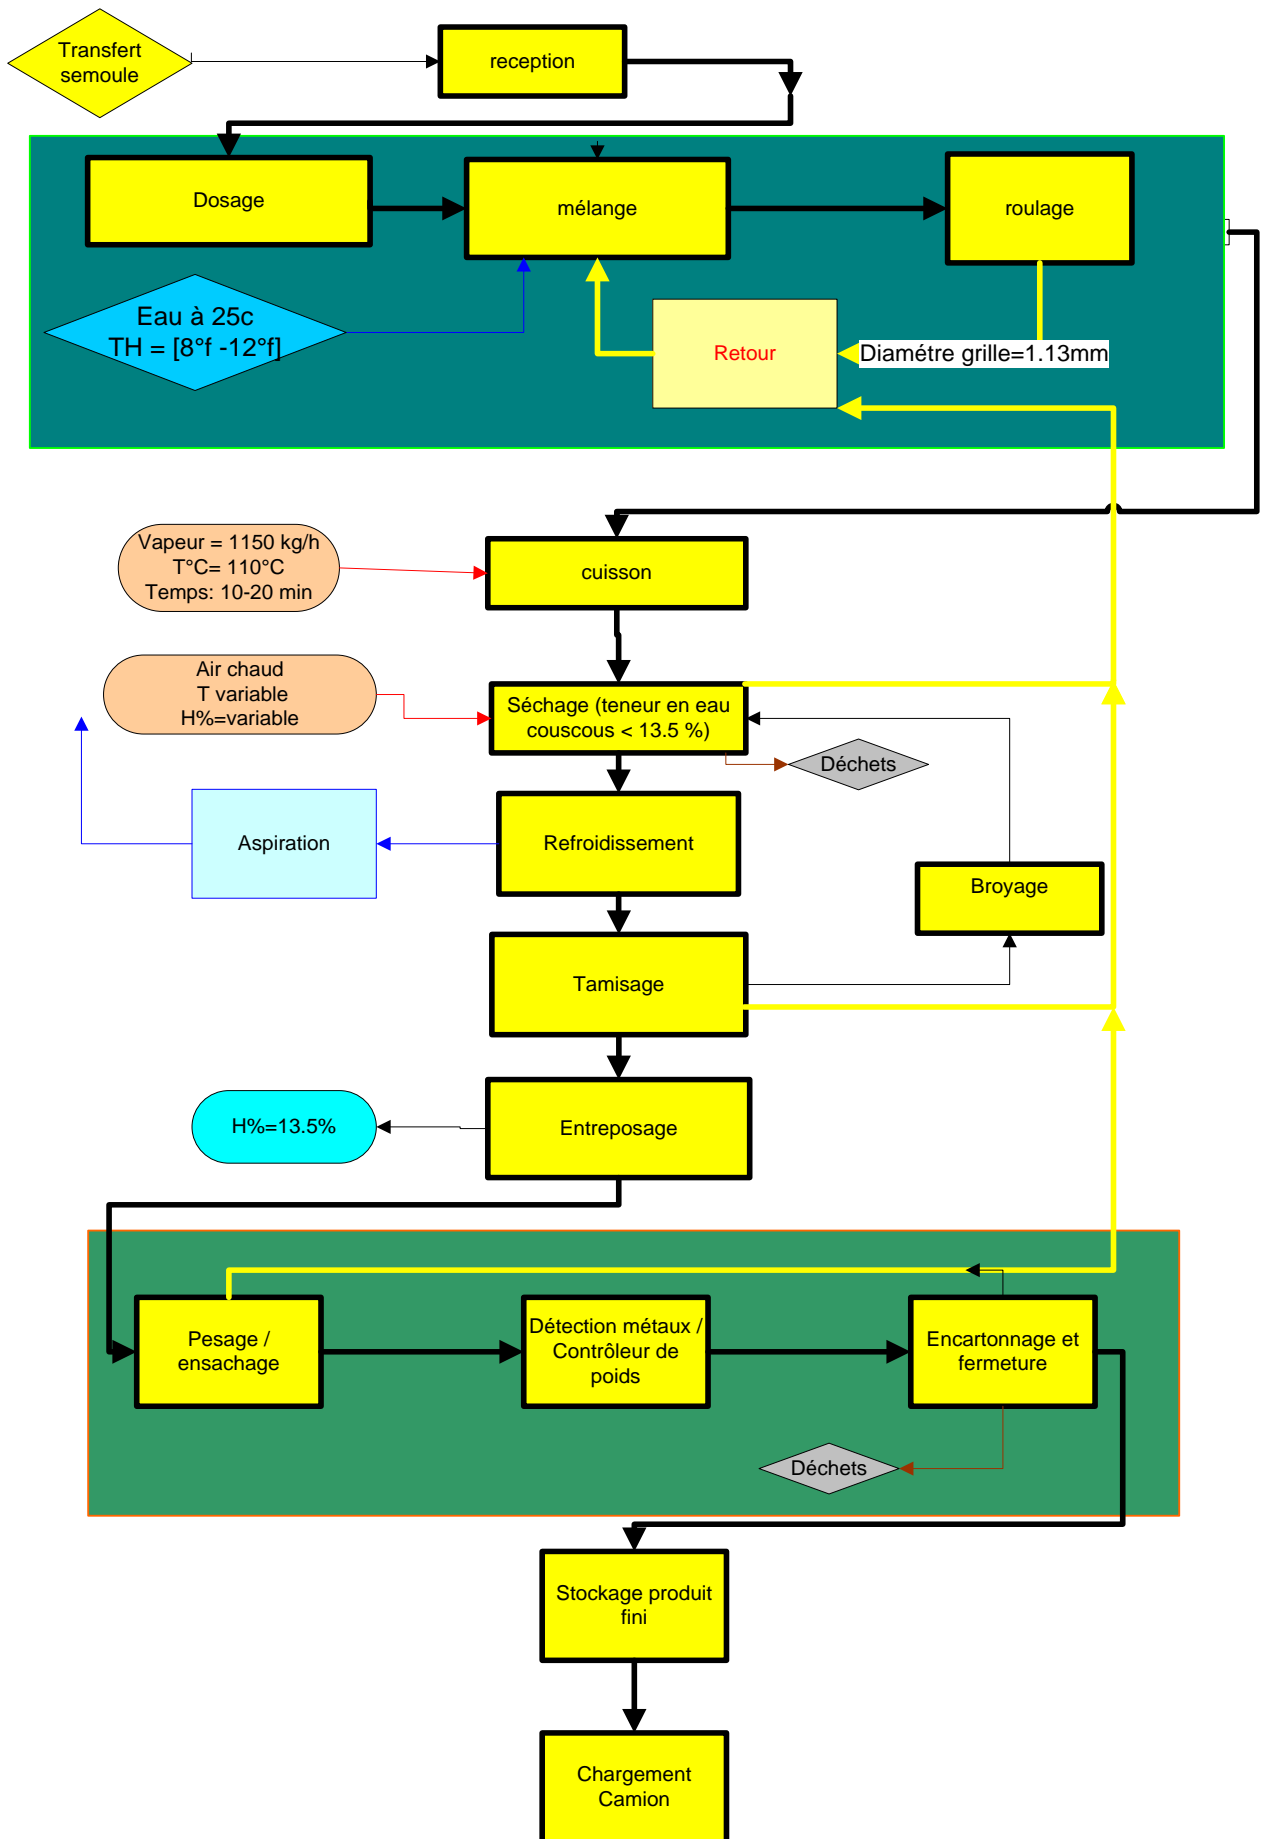 Transfert
semoule
reception
Dosage
mélange
roulage
Eau à 25c
TH = [8°f -12°f]
Retour
Diamétre grille=1.13mm
Vapeur = 1150 kg/h
T°C= 110°C
Temps: 10-20 min
cuisson
Air chaud
T variable
H%=variable
Séchage (teneur en eau
couscous < 13.5 %)
Déchets
Aspiration
Refroidissement
Broyage
Tamisage
H%=13.5%
Entreposage
Pesage /
ensachage
Détection métaux /
Contrôleur de
poids
Encartonnage et
fermeture
Déchets
Stockage produit
fini
Chargement
Camion